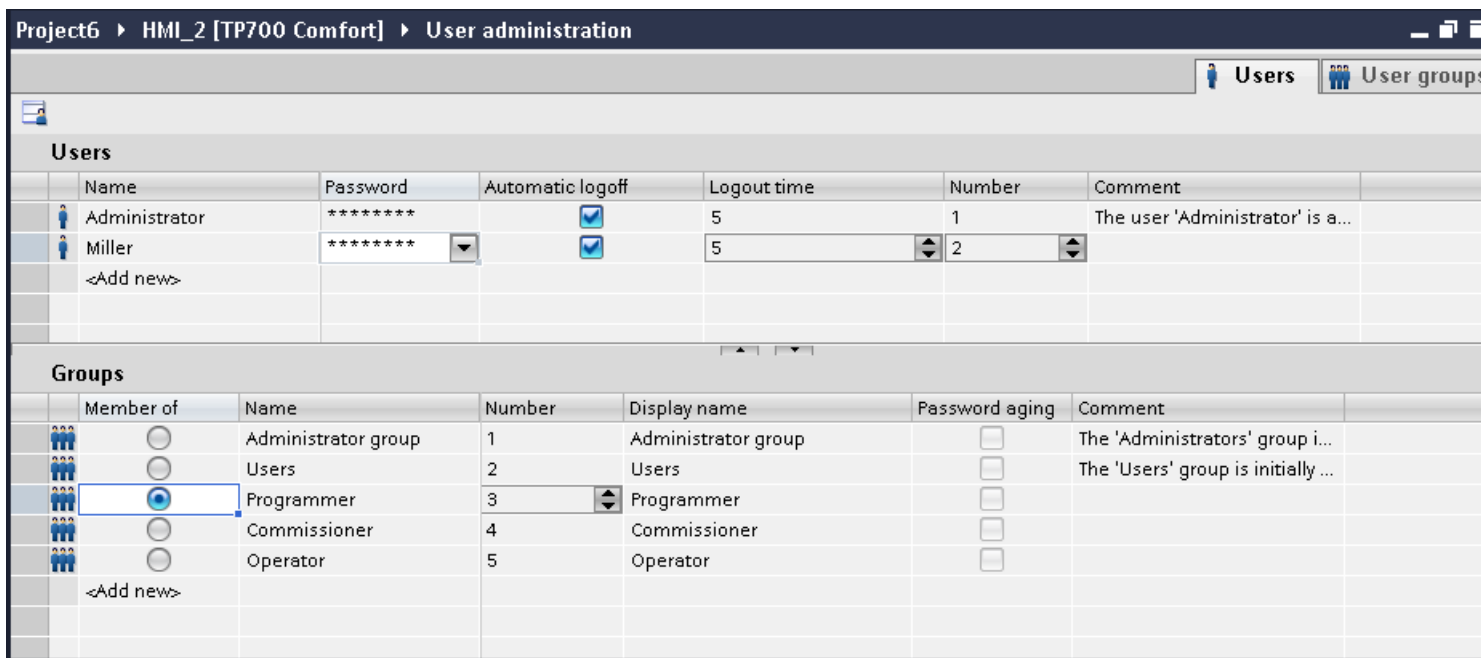 Project6 ▸ HMI_2 [TP700 Comfort] ▸ User administration
Users User groups
Users
Name Password Automatic logoff Logout time Number Comment
Administrator ******** 5 1 The user 'Administrator' is a...
Miller ******** 5 2
<Add new>
Groups
Member of Name Number Display name Password aging Comment
Administrator group 1 Administrator group The 'Administrators' group i...
Users 2 Users The 'Users' group is initially ...
Programmer 3 Programmer
Commissioner 4 Commissioner
Operator 5 Operator
<Add new>